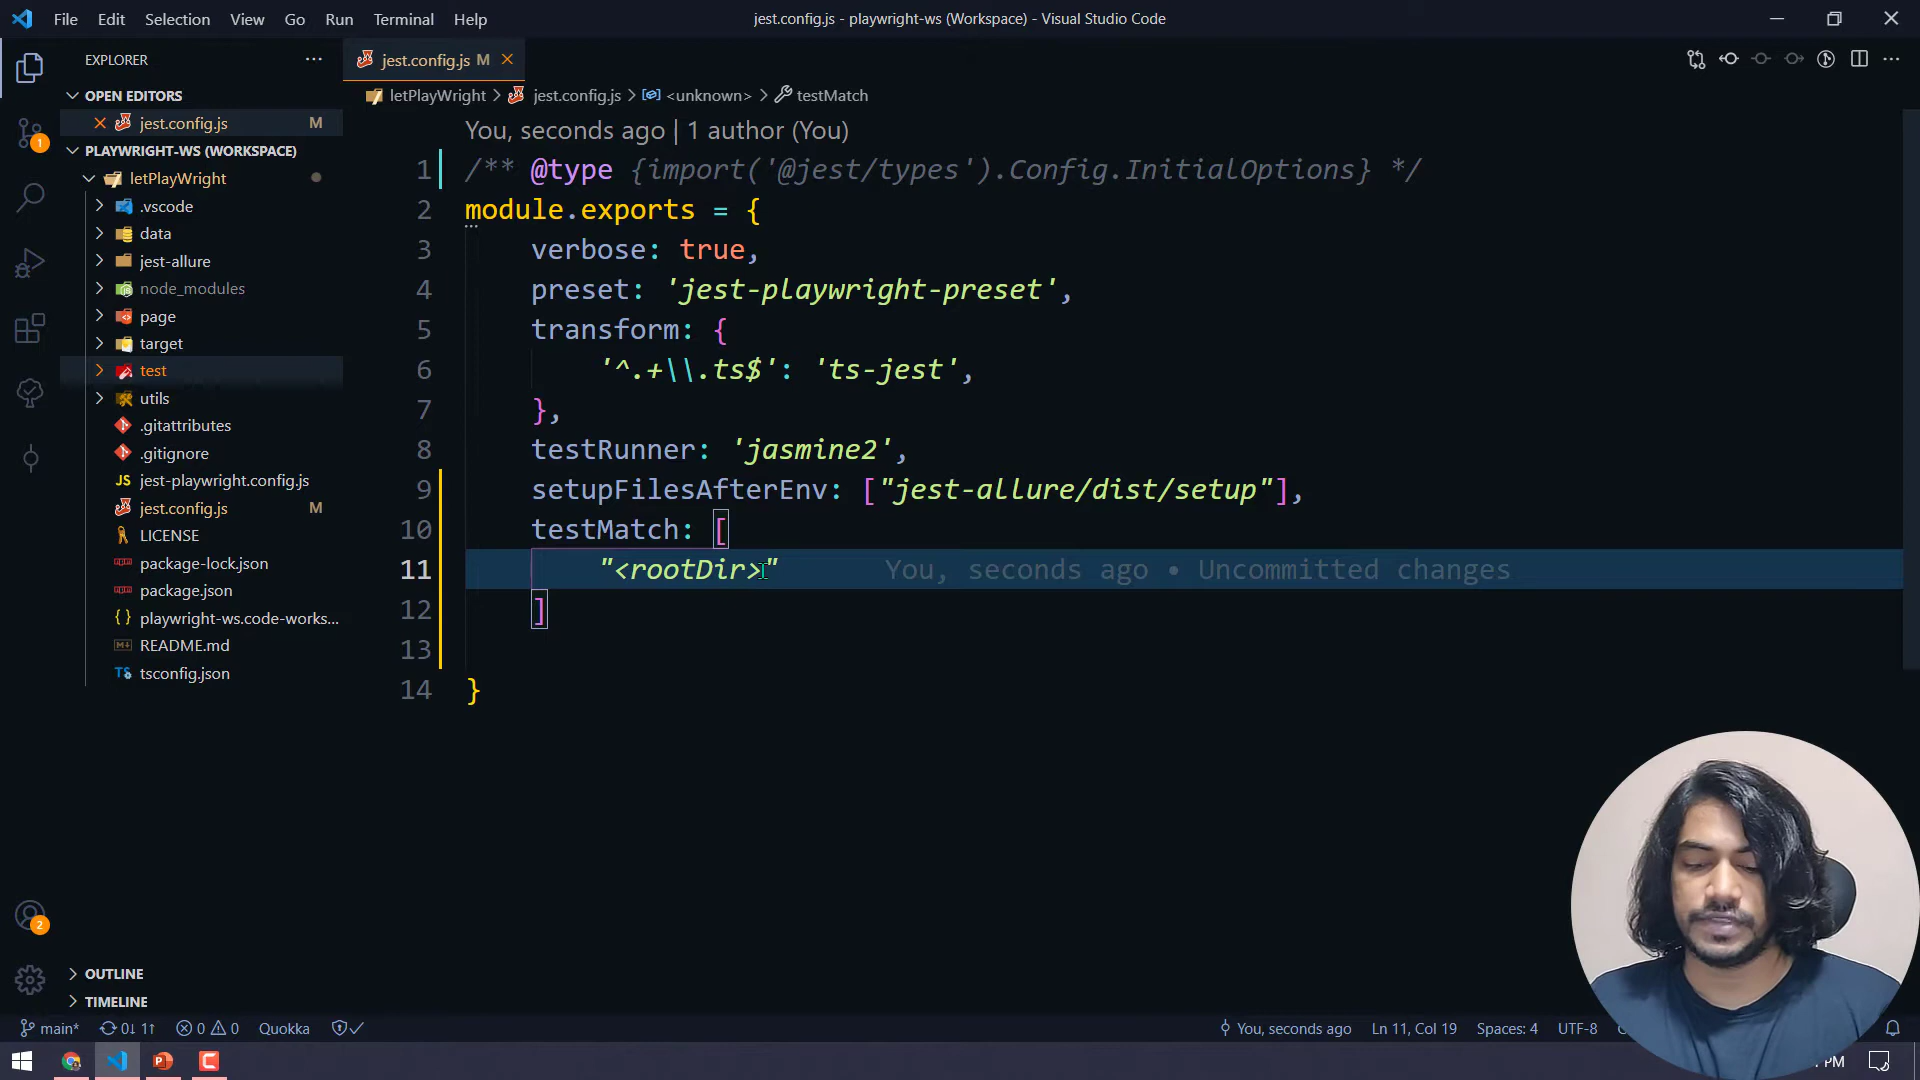 File Edit Selection View Go Run Terminal Help
jest.config.js - playwright-ws (Workspace) - Visual Studio Code
EXPLORER
OPEN EDITORS
jest.config.js M
PLAYWRIGHT-WS (WORKSPACE)
letPlayWright
.vscode
data
jest-allure
node_modules
page
target
test
utils
.gitattributes
.gitignore
jest-playwright.config.js
jest.config.js M
LICENSE
package-lock.json
package.json
playwright-ws.code-works...
README.md
tsconfig.json
OUTLINE
TIMELINE
jest.config.js M
letPlayWright > jest.config.js > <unknown> > testMatch
You, seconds ago | 1 author (You)
1 /** @type {import('@jest/types').Config.InitialOptions} */
2 module.exports = {
3 verbose: true,
4 preset: 'jest-playwright-preset',
5 transform: {
6 '^.+\\.ts$': 'ts-jest',
7 },
8 testRunner: 'jasmine2',
9 setupFilesAfterEnv: ["jest-allure/dist/setup"],
10 testMatch: [
11 "<rootDir>" You, seconds ago • Uncommitted changes
12 ]
13
14 }
1
2
main* 0↓ 1↑ 0 0 Quokka
You, seconds ago Ln 11, Col 19 Spaces: 4 UTF-8
PM